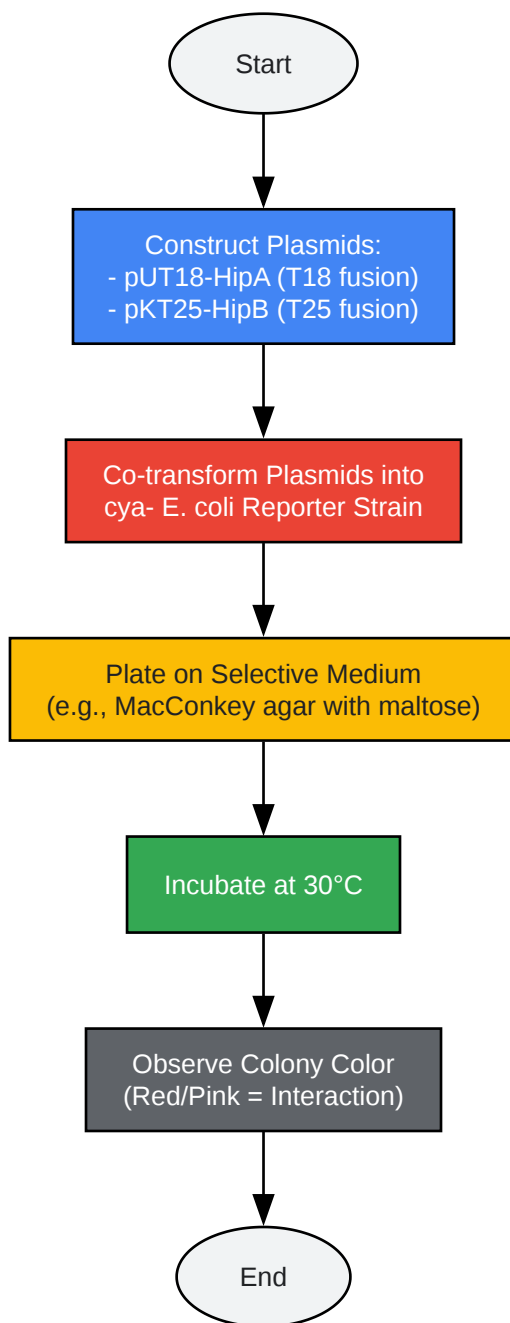 Start
Construct Plasmids:
- pUT18-HipA (T18 fusion)
- pKT25-HipB (T25 fusion)
Co-transform Plasmids into
cya- E. coli Reporter Strain
Plate on Selective Medium
(e.g., MacConkey agar with maltose)
Incubate at 30°C
Observe Colony Color
(Red/Pink = Interaction)
End